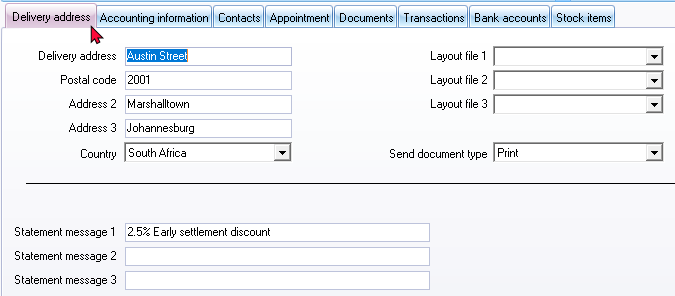 Delivery address Accounting information Contacts Appointment Documents Transactions Bank accounts Stock items
Delivery address Austin Street Layout file 1
Postal code 2001 Layout file 2
Address 2 Marshalltown Layout file 3
Address 3 Johannesburg
Country South Africa Send document type Print
Statement message 1 2.5% Early settlement discount
Statement message 2
Statement message 3